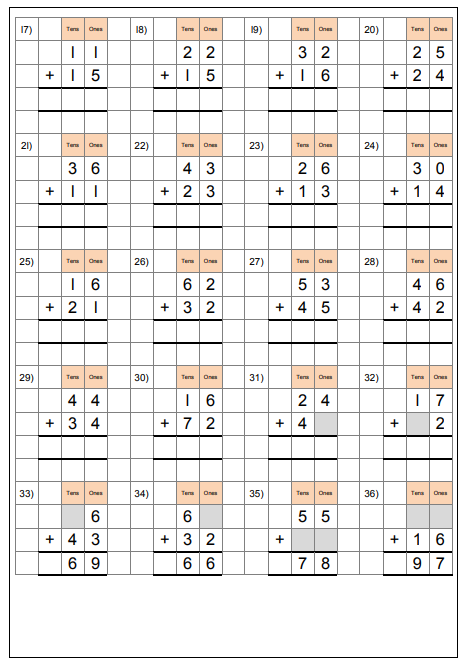 17) Tens Ones 18) Tens Ones 19) Tens Ones 20) Tens Ones
1 1 2 2 3 2 2 5
+ 1 5 + 1 5 + 1 6 + 2 4
21) Tens Ones 22) Tens Ones 23) Tens Ones 24) Tens Ones
3 6 4 3 2 6 3 0
+ 1 1 + 2 3 + 1 3 + 1 4
25) Tens Ones 26) Tens Ones 27) Tens Ones 28) Tens Ones
1 6 6 2 5 3 4 6
+ 2 1 + 3 2 + 4 5 + 4 2
29) Tens Ones 30) Tens Ones 31) Tens Ones 32) Tens Ones
4 4 1 6 2 4 1 7
+ 3 4 + 7 2 + 4 + 2
33) Tens Ones 34) Tens Ones 35) Tens Ones 36) Tens Ones
6 6 5 5
+ 4 3 + 3 2 + + 1 6
6 9 6 6 7 8 9 7